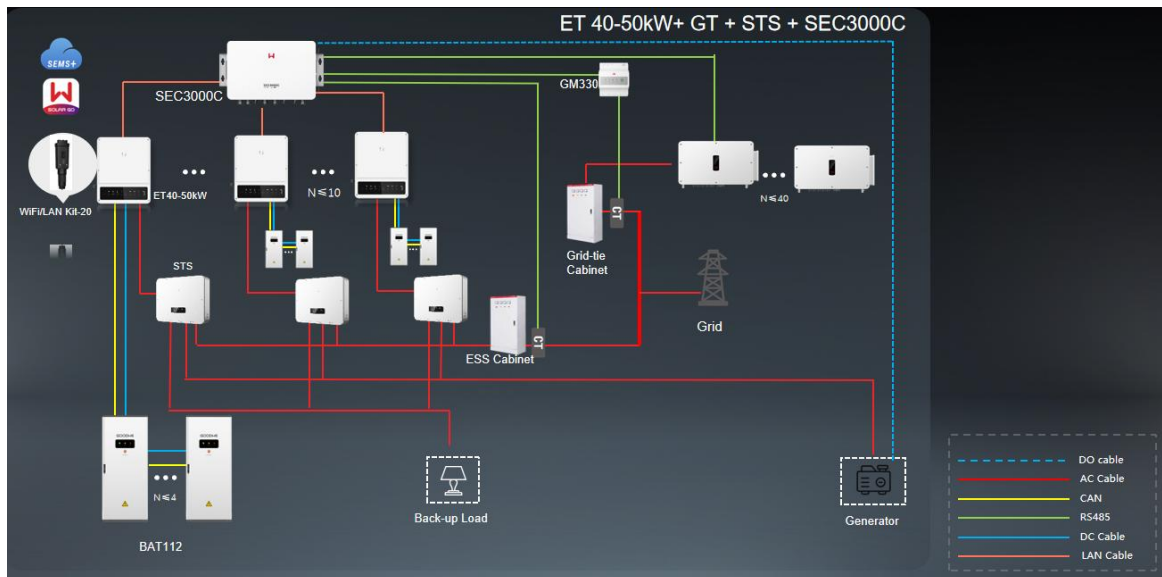 ET 40-50kW+ GT + STS + SEC3000C
SEMS+
SOLAR GO
SEC3000C
GM330
WiFi/LAN Kit-20
ET40-50kW
N≤10
N≤40
CT
Grid-tie
Cabinet
STS
Grid
ESS Cabinet
CT
N≤4
BAT112
Back-up Load
Generator
DO cable
AC Cable
CAN
RS485
DC Cable
LAN Cable